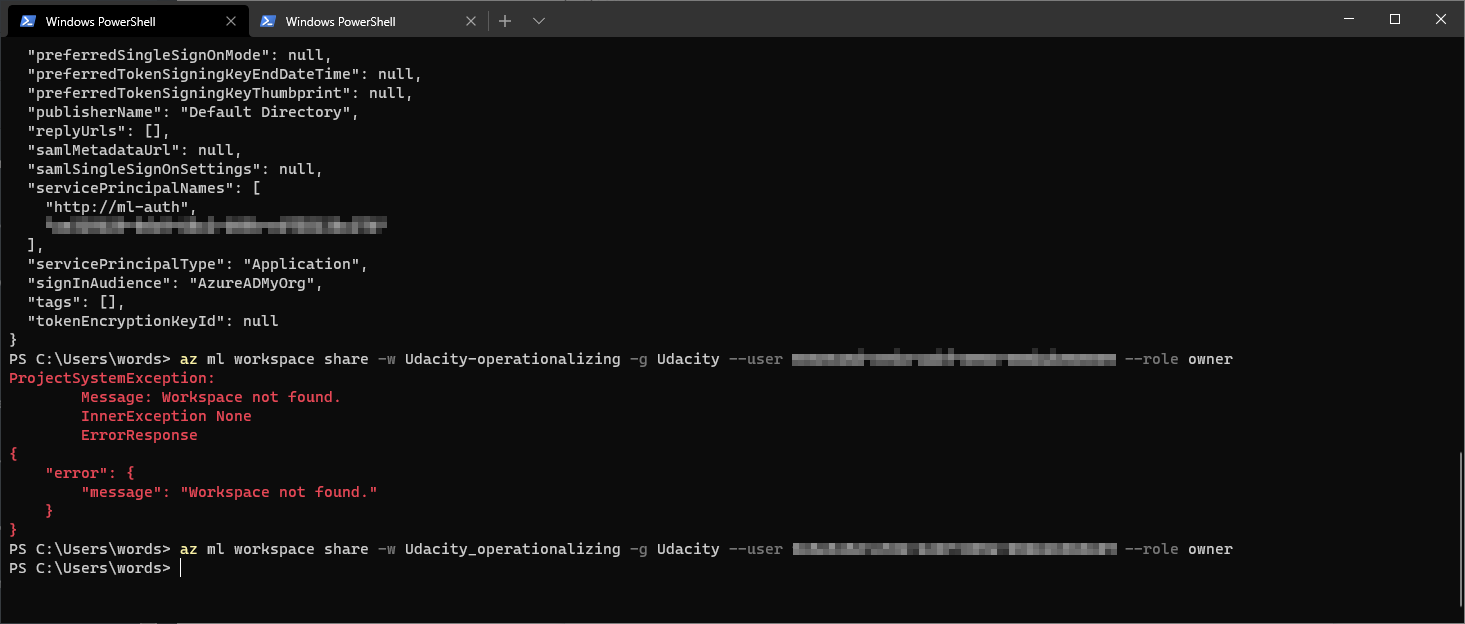 Windows PowerShell
Windows PowerShell
"preferredSingleSignOnMode": null,
"preferredTokenSigningKeyEndDateTime": null,
"preferredTokenSigningKeyThumbprint": null,
"publisherName": "Default Directory",
"replyUrls": [],
"samlMetadataUrl": null,
"samlSingleSignOnSettings": null,
"servicePrincipalNames": [
"http://ml-auth",
],
"servicePrincipalType": "Application",
"signInAudience": "AzureADMyOrg",
"tags": [],
"tokenEncryptionKeyId": null
}
PS C:\Users\words> az ml workspace share -w Udacity-operationalizing -g Udacity --user --role owner
ProjectSystemException:
Message: Workspace not found.
InnerException None
ErrorResponse
{
"error": {
"message": "Workspace not found."
}
}
PS C:\Users\words> az ml workspace share -w Udacity_operationalizing -g Udacity --user --role owner
PS C:\Users\words>